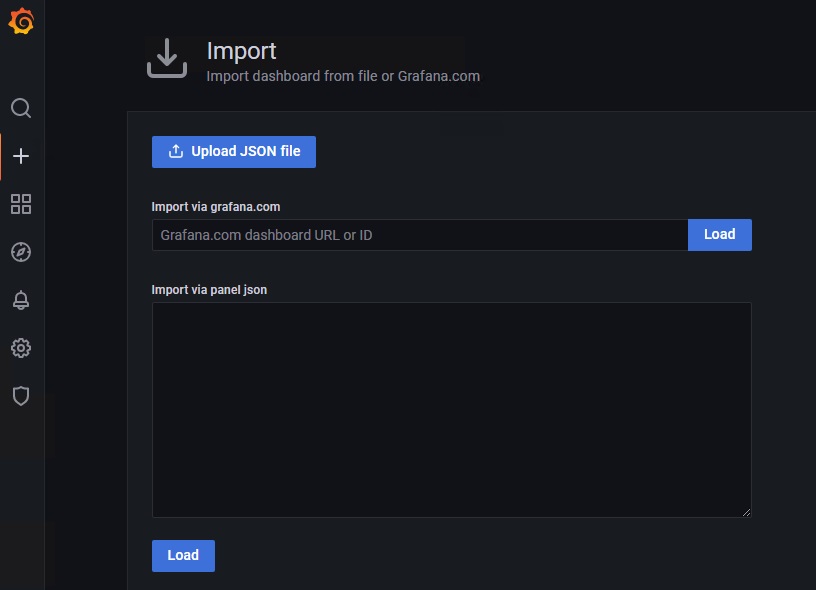 Import
Import dashboard from file or Grafana.com
Upload JSON file
Import via grafana.com
Grafana.com dashboard URL or ID
Load
Import via panel json
Load